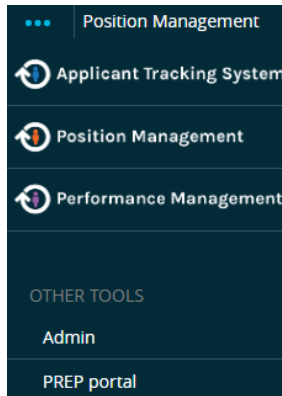 Position Management
Applicant Tracking System
Position Management
Performance Management
OTHER TOOLS
Admin
PREP portal